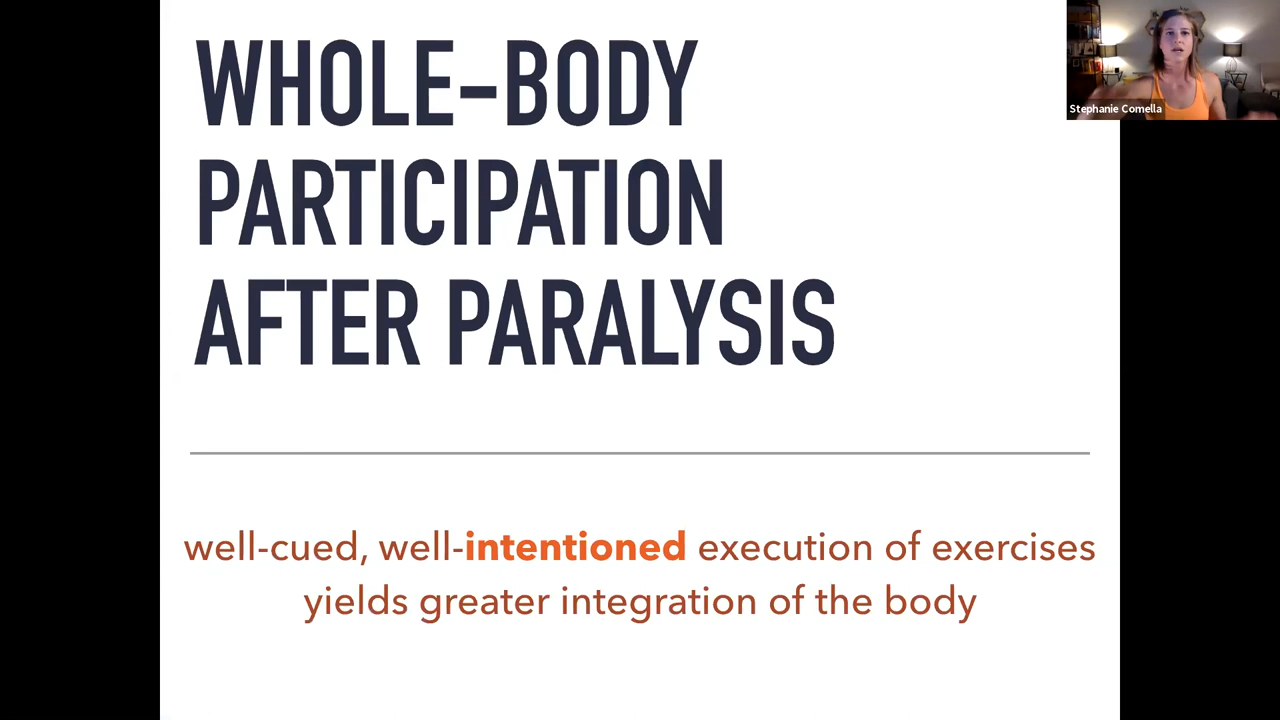 WHOLE-BODY
PARTICIPATION
AFTER PARALYSIS
well-cued, well-intentioned execution of exercises
yields greater integration of the body
Stephanie Comella